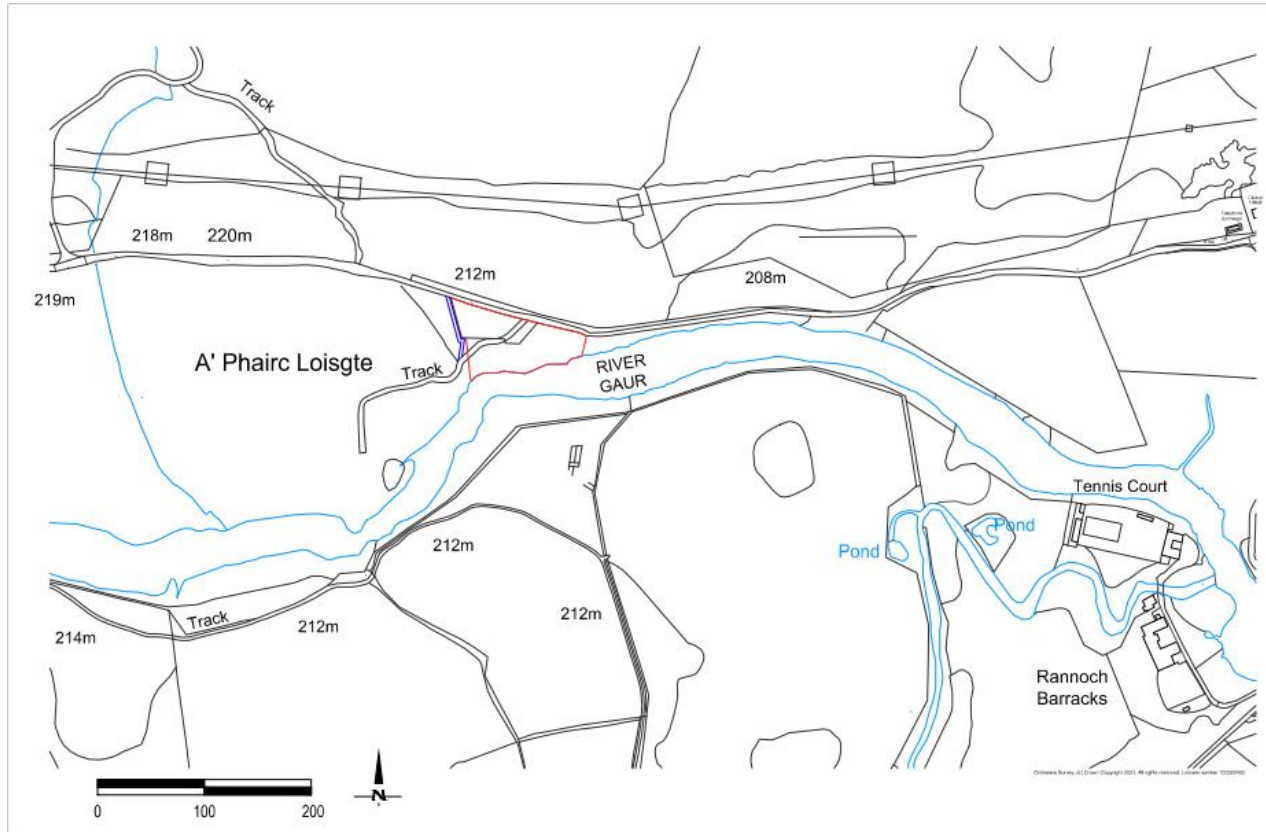 Track
218m
220m
212m
208m
219m
A' Phairc Loisgte
Track
RIVER
GAUR
Tennis Court
Pond
Pond
212m
212m
Track
212m
214m
Rannoch
Barracks
N
0
100
200